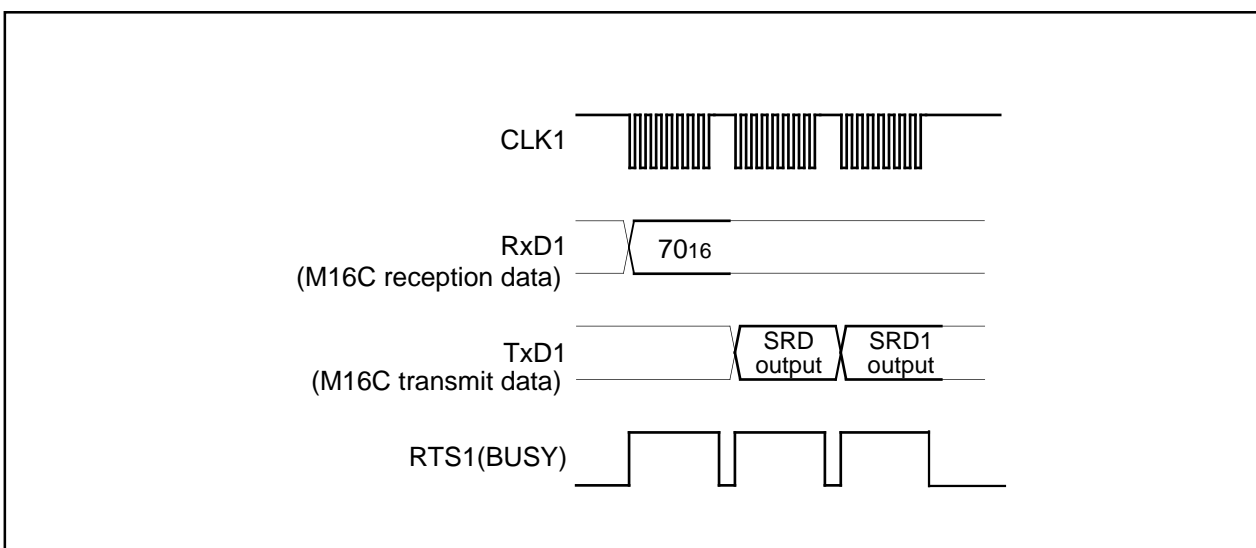 CLK1
RxD1
(M16C reception data)
7016
TxD1
(M16C transmit data)
SRD
output
SRD1
output
RTS1(BUSY)